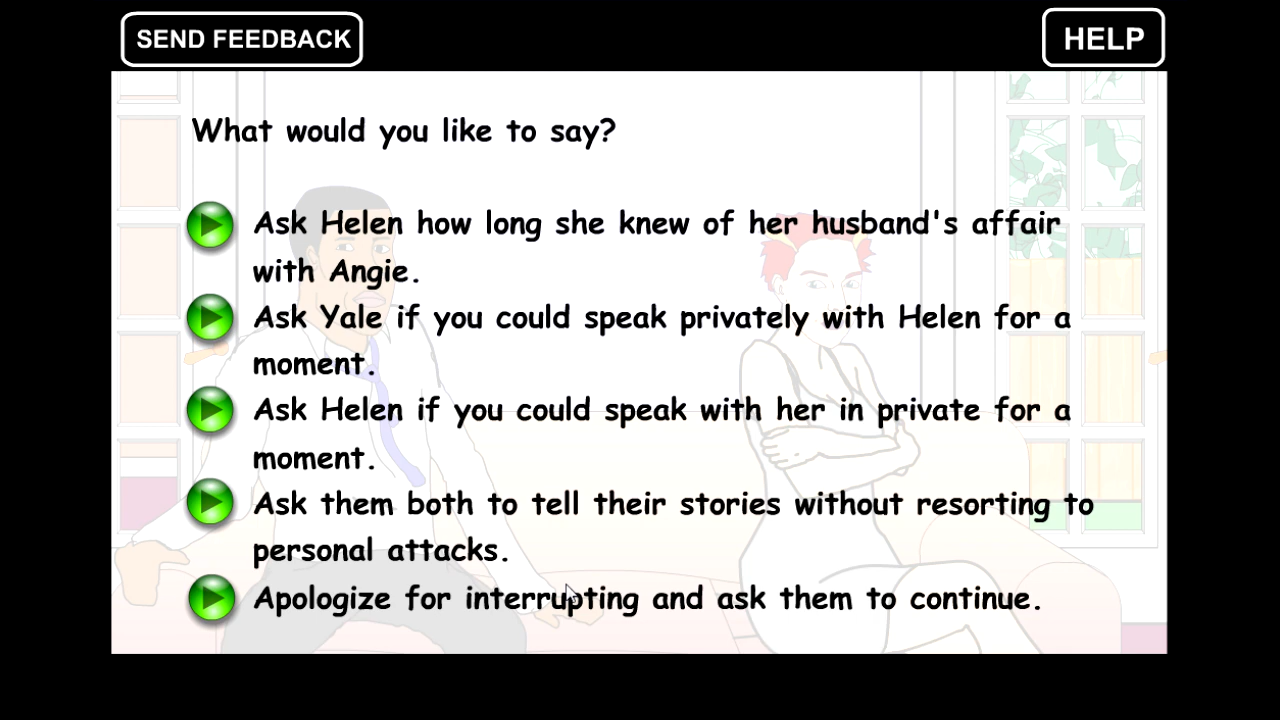 SEND FEEDBACK
HELP
What would you like to say?
Ask Helen how long she knew of her husband's affair
with Angie.
Ask Yale if you could speak privately with Helen for a
moment.
Ask Helen if you could speak with her in private for a
moment.
Ask them both to tell their stories without resorting to
personal attacks.
Apologize for interrupting and ask them to continue.